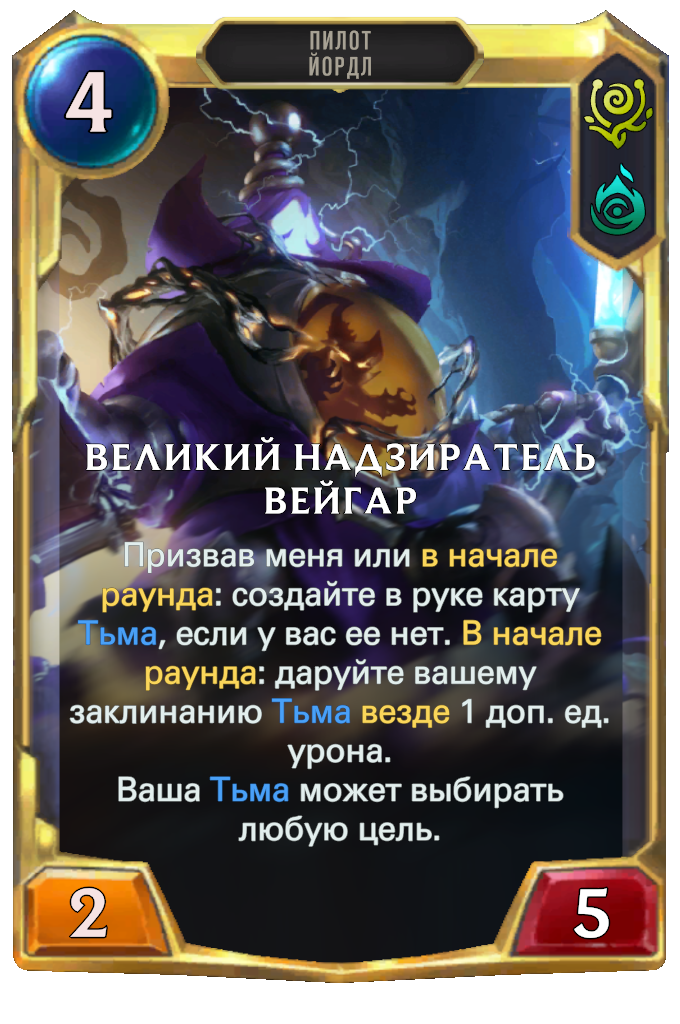 ПИЛОТ
ЙОРДЛ
4
ВЕЛИКИЙ НАДЗИРАТЕЛЬ
ВЕЙГАР
Призвав меня или в начале
раунда: создайте в руке карту
Тьма, если у вас ее нет. В начале
раунда: даруйте вашему
заклинанию Тьма везде 1 доп. ед.
урона.
Ваша Тьма может выбирать
любую цель.
2
5